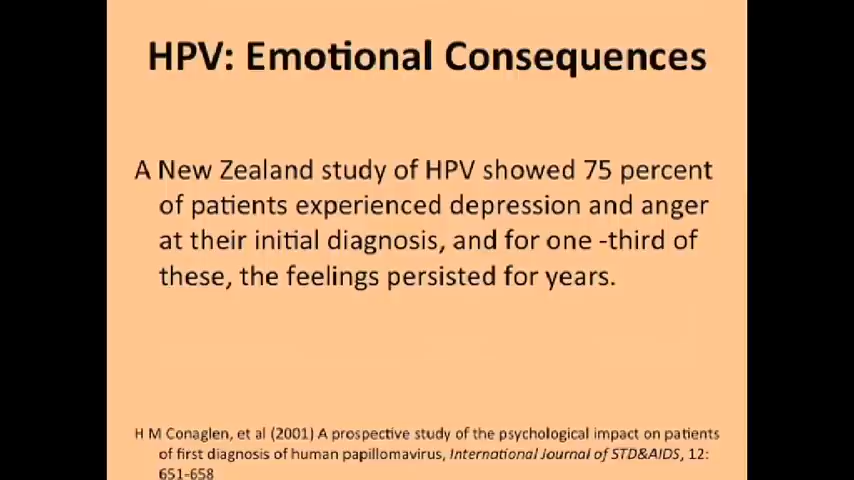 HPV: Emotional Consequences
A New Zealand study of HPV showed 75 percent
of patients experienced depression and anger
at their initial diagnosis, and for one -third of
these, the feelings persisted for years.
H M Conaglen, et al (2001) A prospective study of the psychological impact on patients
of first diagnosis of human papillomavirus, International Journal of STD&AIDS, 12:
651-658